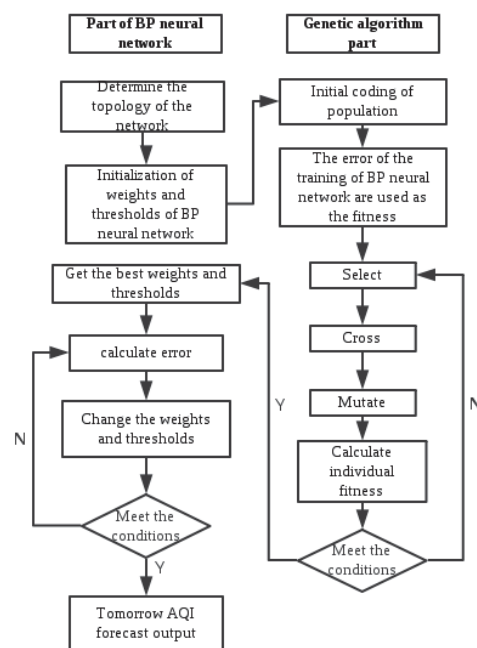 Part of BP neural
network
Genetic algorithm
part
Determine the
topology of the
network
Initialization of
weights and
thresholds of BP
neural network
Initial coding of
population
The error of the
training of BP neural
network are used as
the fitness
Select
Cross
Mutate
Calculate
individual
fitness
Meet the
conditions
N
Y
Get the best weights and
thresholds
calculate error
Change the weights
and thresholds
Meet the
conditions
N
Y
Tomorrow AQI
forecast output